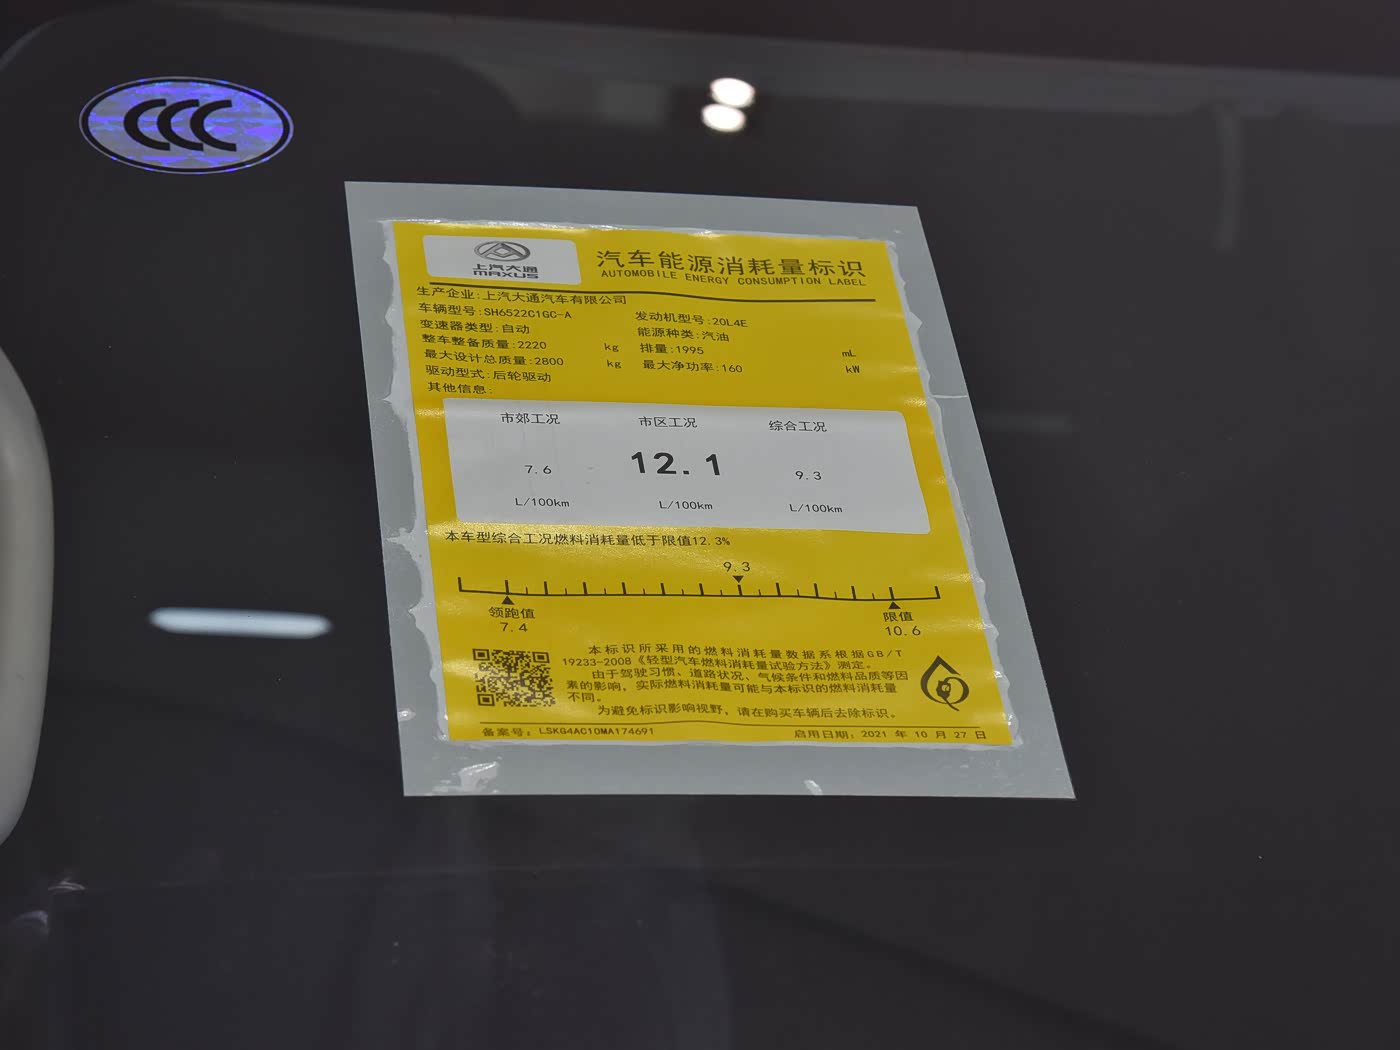 CCC
上汽大通
MAXUS
汽车能源消耗量标识
AUTOMOBILE ENERGY CONSUMPTION LABEL
生产企业:上汽大通汽车有限公司
车辆型号:SH6522C1GC-A 发动机型号:20L4E
变速器类型:自动 能源种类:汽油
整车整备质量:2220 kg 排量:1995 mL
最大设计总质量:2800 kg 最大净功率:160 kW
驱动型式:后轮驱动
其他信息:
市郊工况 市区工况 综合工况
7.6 12.1 9.3
L/100km L/100km L/100km
本车型综合工况燃料消耗量低于限值12.3%
9.3
领跑值 限值
7.4 10.6
本标识所采用的燃料消耗量数据系根据GB/T
19233-2008《轻型汽车燃料消耗量试验方法》测定。
由于驾驶习惯、道路状况、气候条件和燃料品质等因
素的影响，实际燃料消耗量可能与本标识的燃料消耗量
不同。
为避免标识影响视野，请在购买车辆后去除标识。
备案号: LSKG4AC10MA174691 启用日期: 2021 年 10 月 27 日